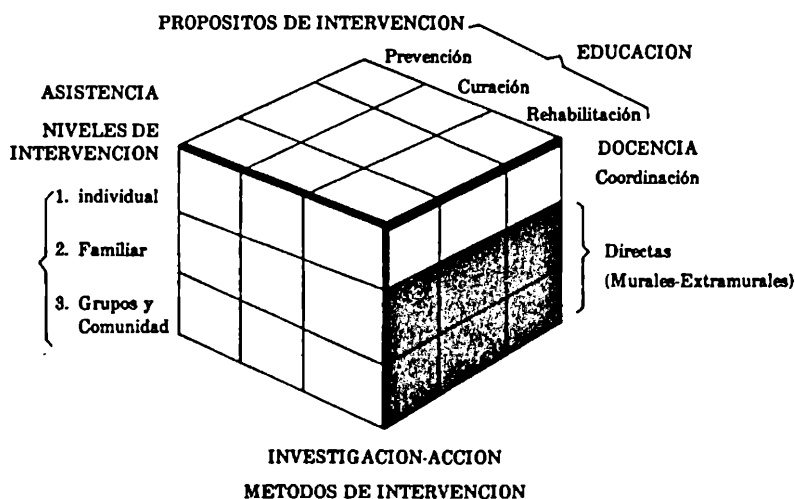 PROPOSITOS DE INTERVENCION
Prevención
EDUCACION
Curación
ASISTENCIA
Rehabilitación
NIVELES DE
INTERVENCION
DOCENCIA
Coordinación
1. individual
2. Familiar
3. Grupos y
Comunidad
Directas
(Murales-Extramurales)
INVESTIGACION-ACCION
METODOS DE INTERVENCION